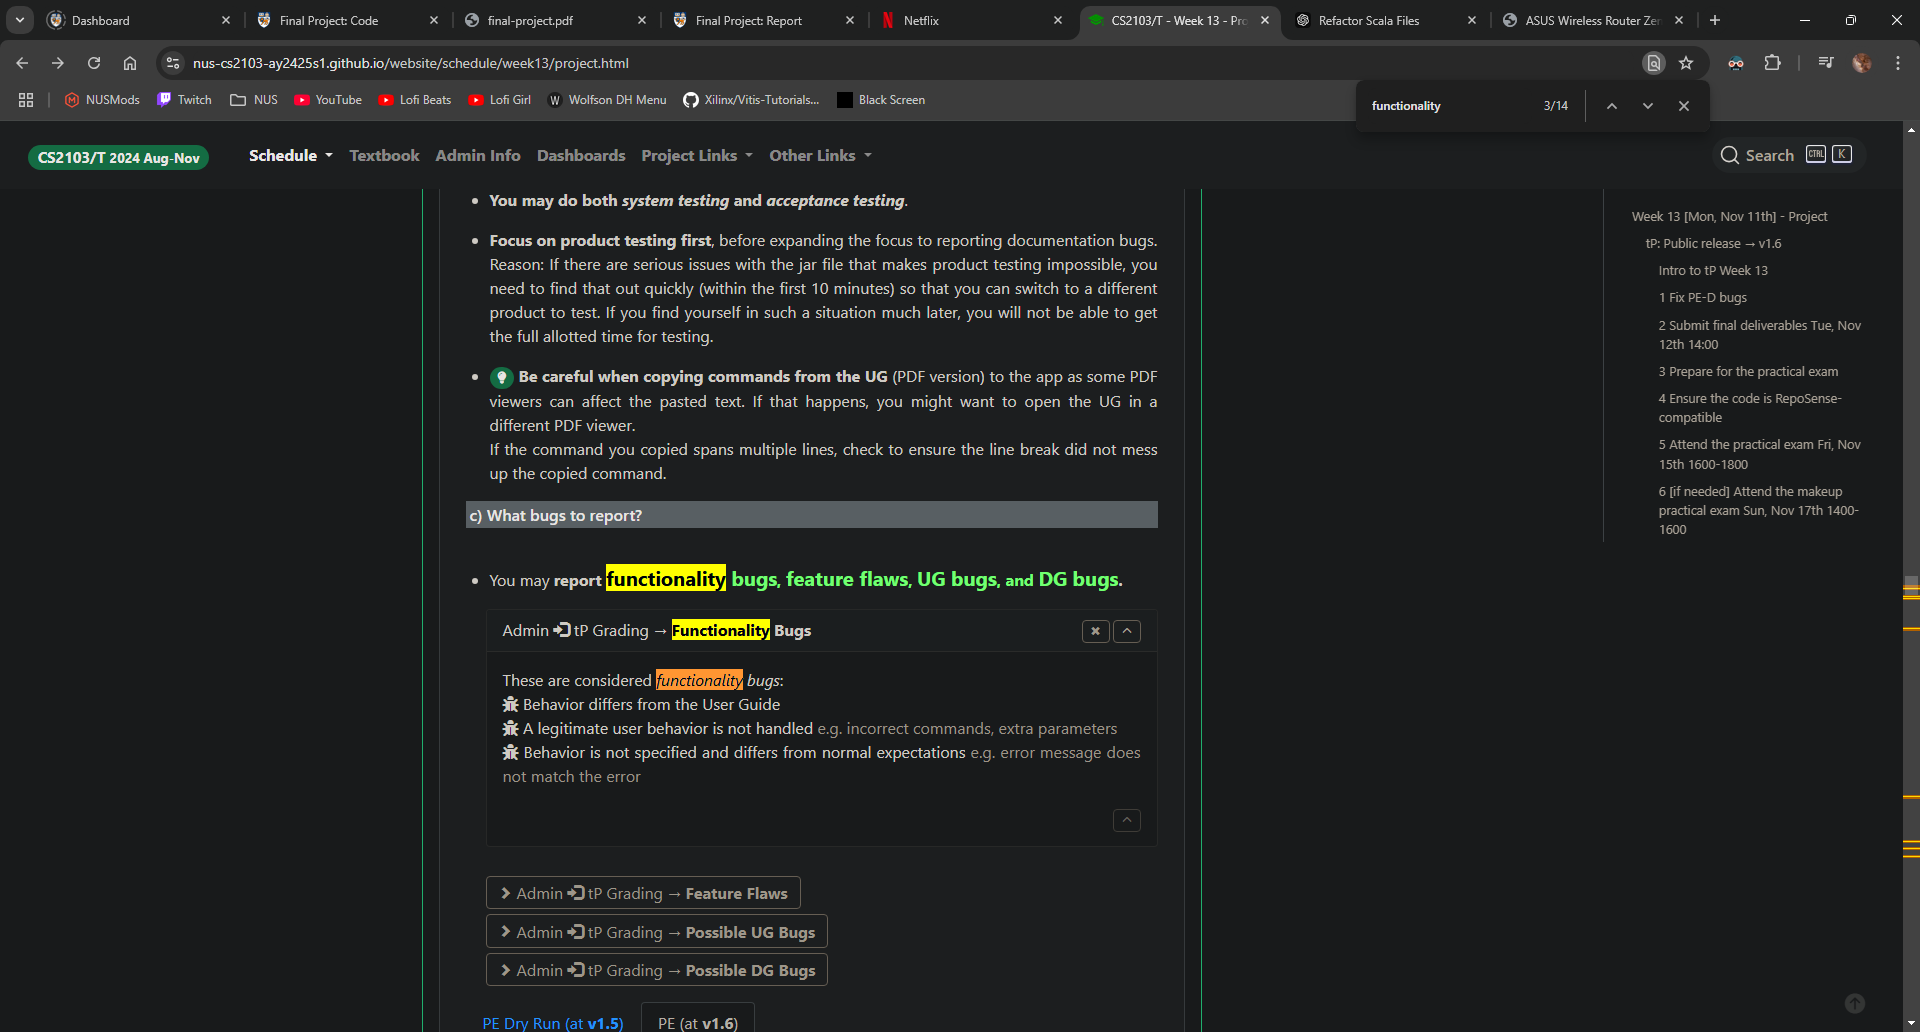 Dashboard
Final Project: Code
final-project.pdf
Final Project: Report
Netflix
CS2103/T - Week 13 - Pro
Refactor Scala Files
ASUS Wireless Router Zen
nus-cs2103-ay2425s1.github.io/website/schedule/week13/project.html
NUSMods
Twitch
NUS
YouTube
Lofi Beats
Lofi Girl
W Wolfson DH Menu
Xilinx/Vitis-Tutorials...
Black Screen
functionality 3/14
CS2103/T 2024 Aug-Nov
Schedule
Textbook
Admin Info
Dashboards
Project Links
Other Links
Search CTRL K
You may do both system testing and acceptance testing.
Focus on product testing first, before expanding the focus to reporting documentation bugs.
Reason: If there are serious issues with the jar file that makes product testing impossible, you
need to find that out quickly (within the first 10 minutes) so that you can switch to a different
product to test. If you find yourself in such a situation much later, you will not be able to get
the full allotted time for testing.
Be careful when copying commands from the UG (PDF version) to the app as some PDF
viewers can affect the pasted text. If that happens, you might want to open the UG in a
different PDF viewer.
If the command you copied spans multiple lines, check to ensure the line break did not mess
up the copied command.
c) What bugs to report?
You may report functionality bugs, feature flaws, UG bugs, and DG bugs.
Admin tP Grading → Functionality Bugs
These are considered functionality bugs:
Behavior differs from the User Guide
A legitimate user behavior is not handled e.g. incorrect commands, extra parameters
Behavior is not specified and differs from normal expectations e.g. error message does
not match the error
Admin tP Grading → Feature Flaws
Admin tP Grading → Possible UG Bugs
Admin tP Grading → Possible DG Bugs
PE Dry Run (at v1.5)
PE (at v1.6)
Week 13 [Mon, Nov 11th] - Project
tP: Public release → v1.6
Intro to tP Week 13
1 Fix PE-D bugs
2 Submit final deliverables Tue, Nov
12th 14:00
3 Prepare for the practical exam
4 Ensure the code is RepoSense-
compatible
5 Attend the practical exam Fri, Nov
15th 1600-1800
6 [if needed] Attend the makeup
practical exam Sun, Nov 17th 1400-
1600